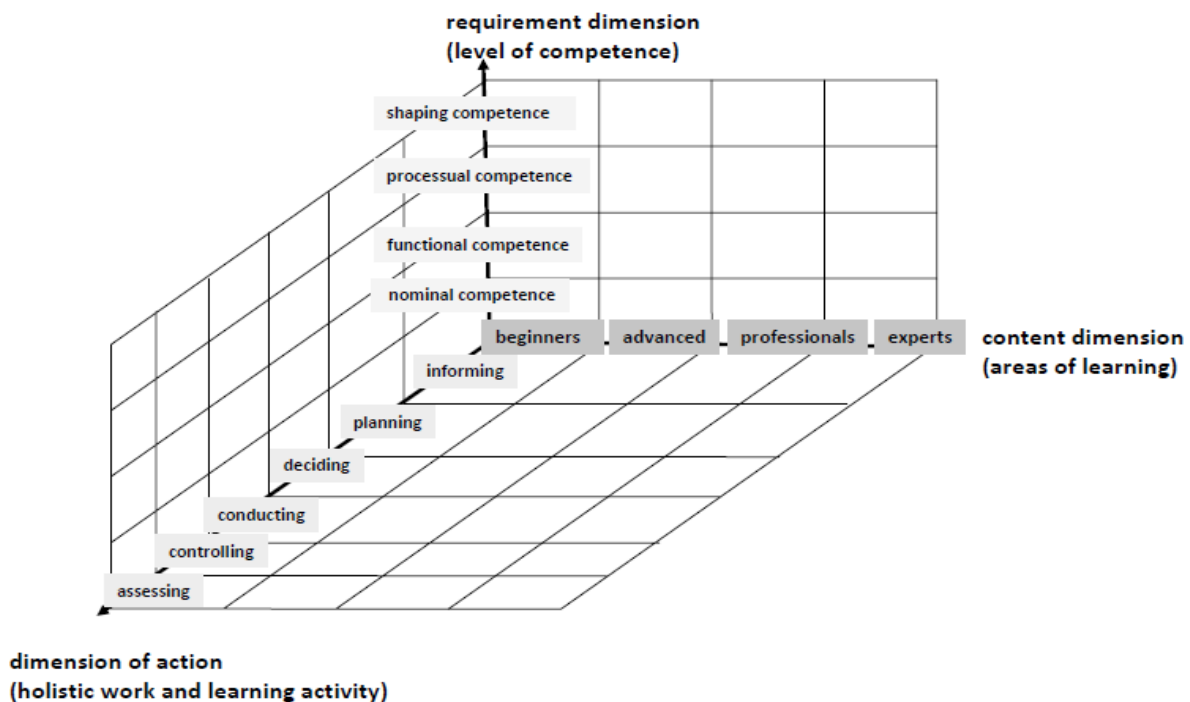 requirement dimension
(level of competence)
shaping competence
processual competence
functional competence
nominal competence
beginners
advanced
professionals
experts
content dimension
(areas of learning)
informing
planning
deciding
conducting
controlling
assessing
dimension of action
(holistic work and learning activity)